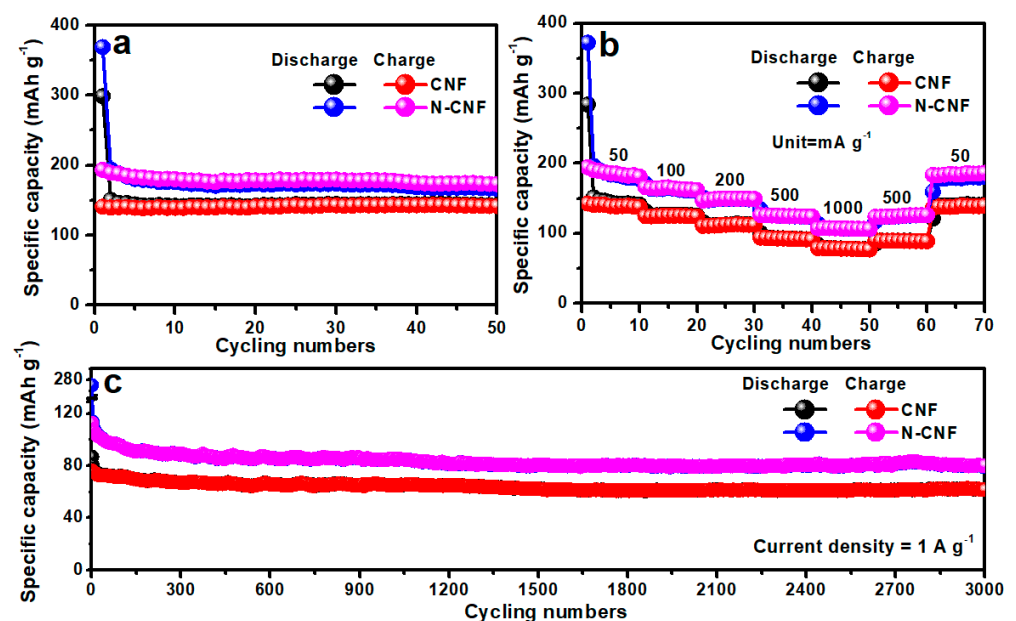 a
Specific capacity (mAh g-1)
400
300
200
100
0
Discharge Charge
CNF
N-CNF
0 10 20 30 40 50
Cycling numbers
b
Specific capacity (mAh g-1)
400
300
200
100
0
Discharge Charge
CNF
N-CNF
Unit=mA g-1
50 100 200 500 1000 500 50
0 10 20 30 40 50 60 70
Cycling numbers
c
Specific capacity (mAh g-1)
280
120
80
40
0
Discharge Charge
CNF
N-CNF
Current density = 1 A g-1
0 300 600 900 1200 1500 1800 2100 2400 2700 3000
Cycling numbers